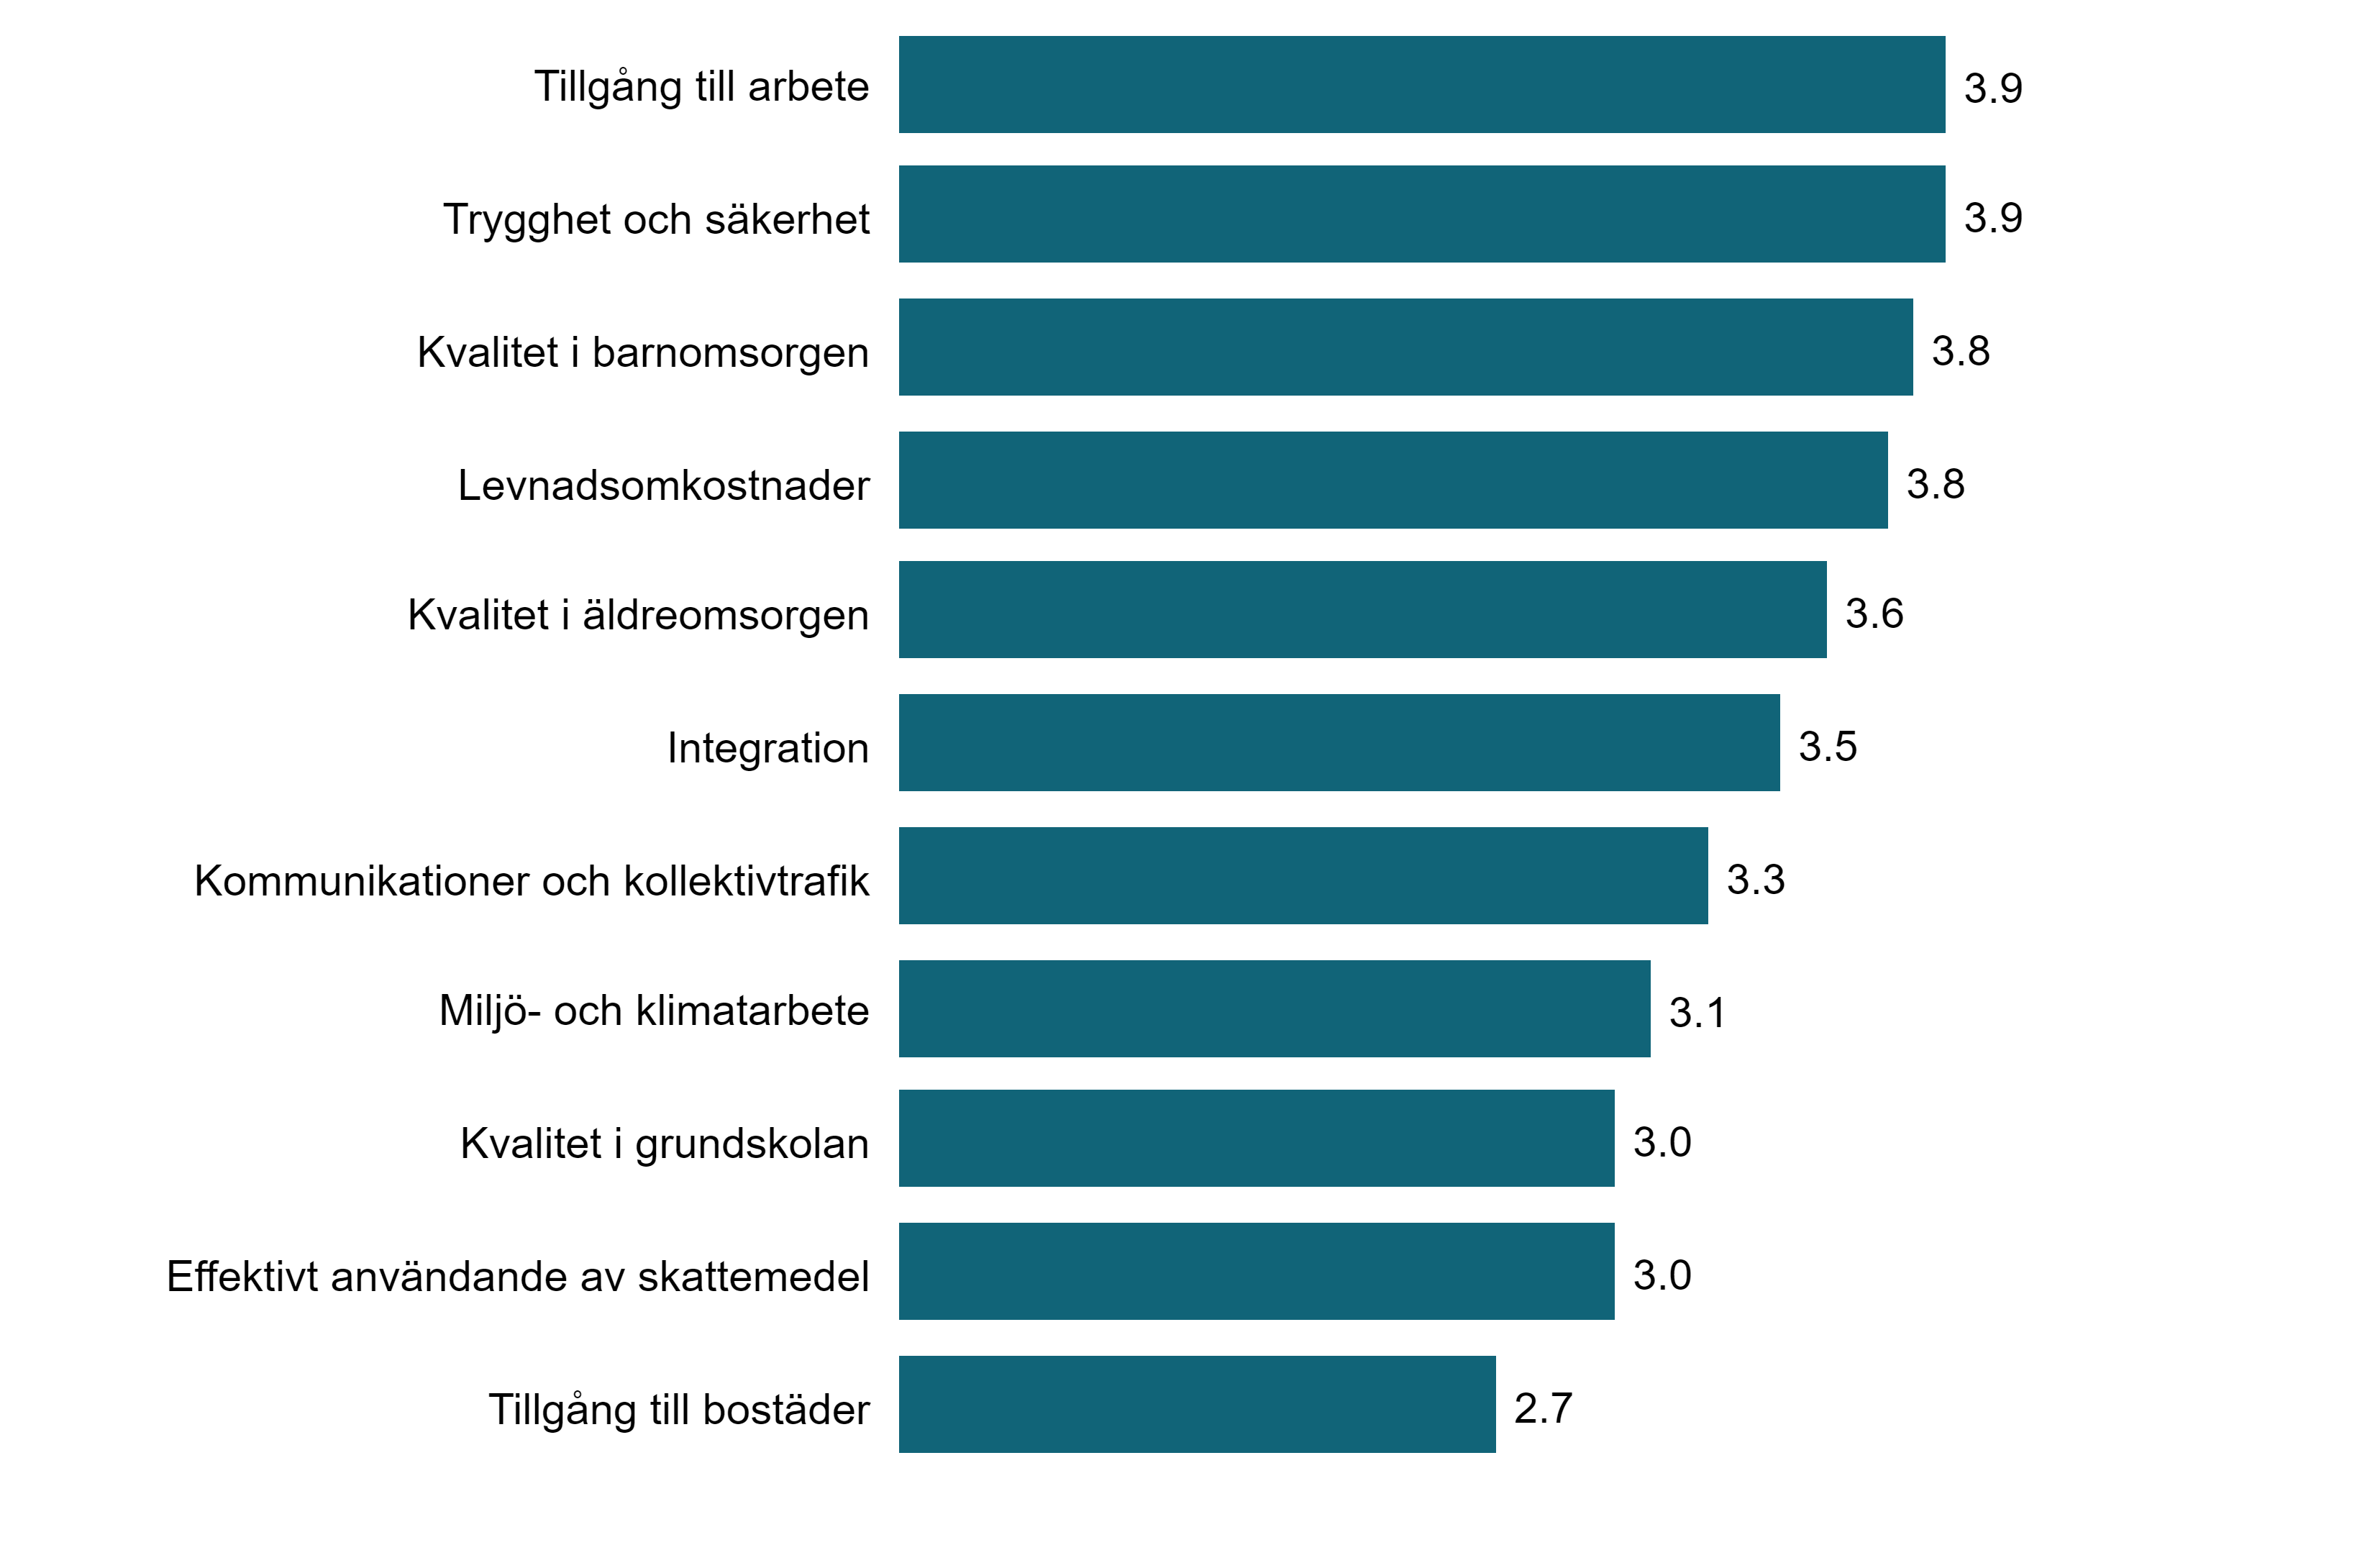 Tillgång till arbete 3.9
Trygghet och säkerhet 3.9
Kvalitet i barnomsorgen 3.8
Levnadsomkostnader 3.8
Kvalitet i äldreomsorgen 3.6
Integration 3.5
Kommunikationer och kollektivtrafik 3.3
Miljö- och klimatarbete 3.1
Kvalitet i grundskolan 3.0
Effektivt användande av skattemedel 3.0
Tillgång till bostäder 2.7